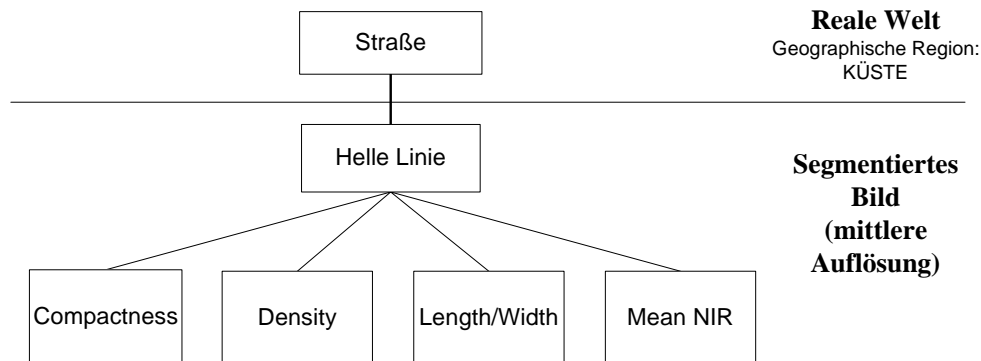 Straße
Reale Welt
Geographische Region:
KÜSTE
Helle Linie
Segmentiertes
Bild
(mittlere
Auflösung)
Compactness
Density
Length/Width
Mean NIR